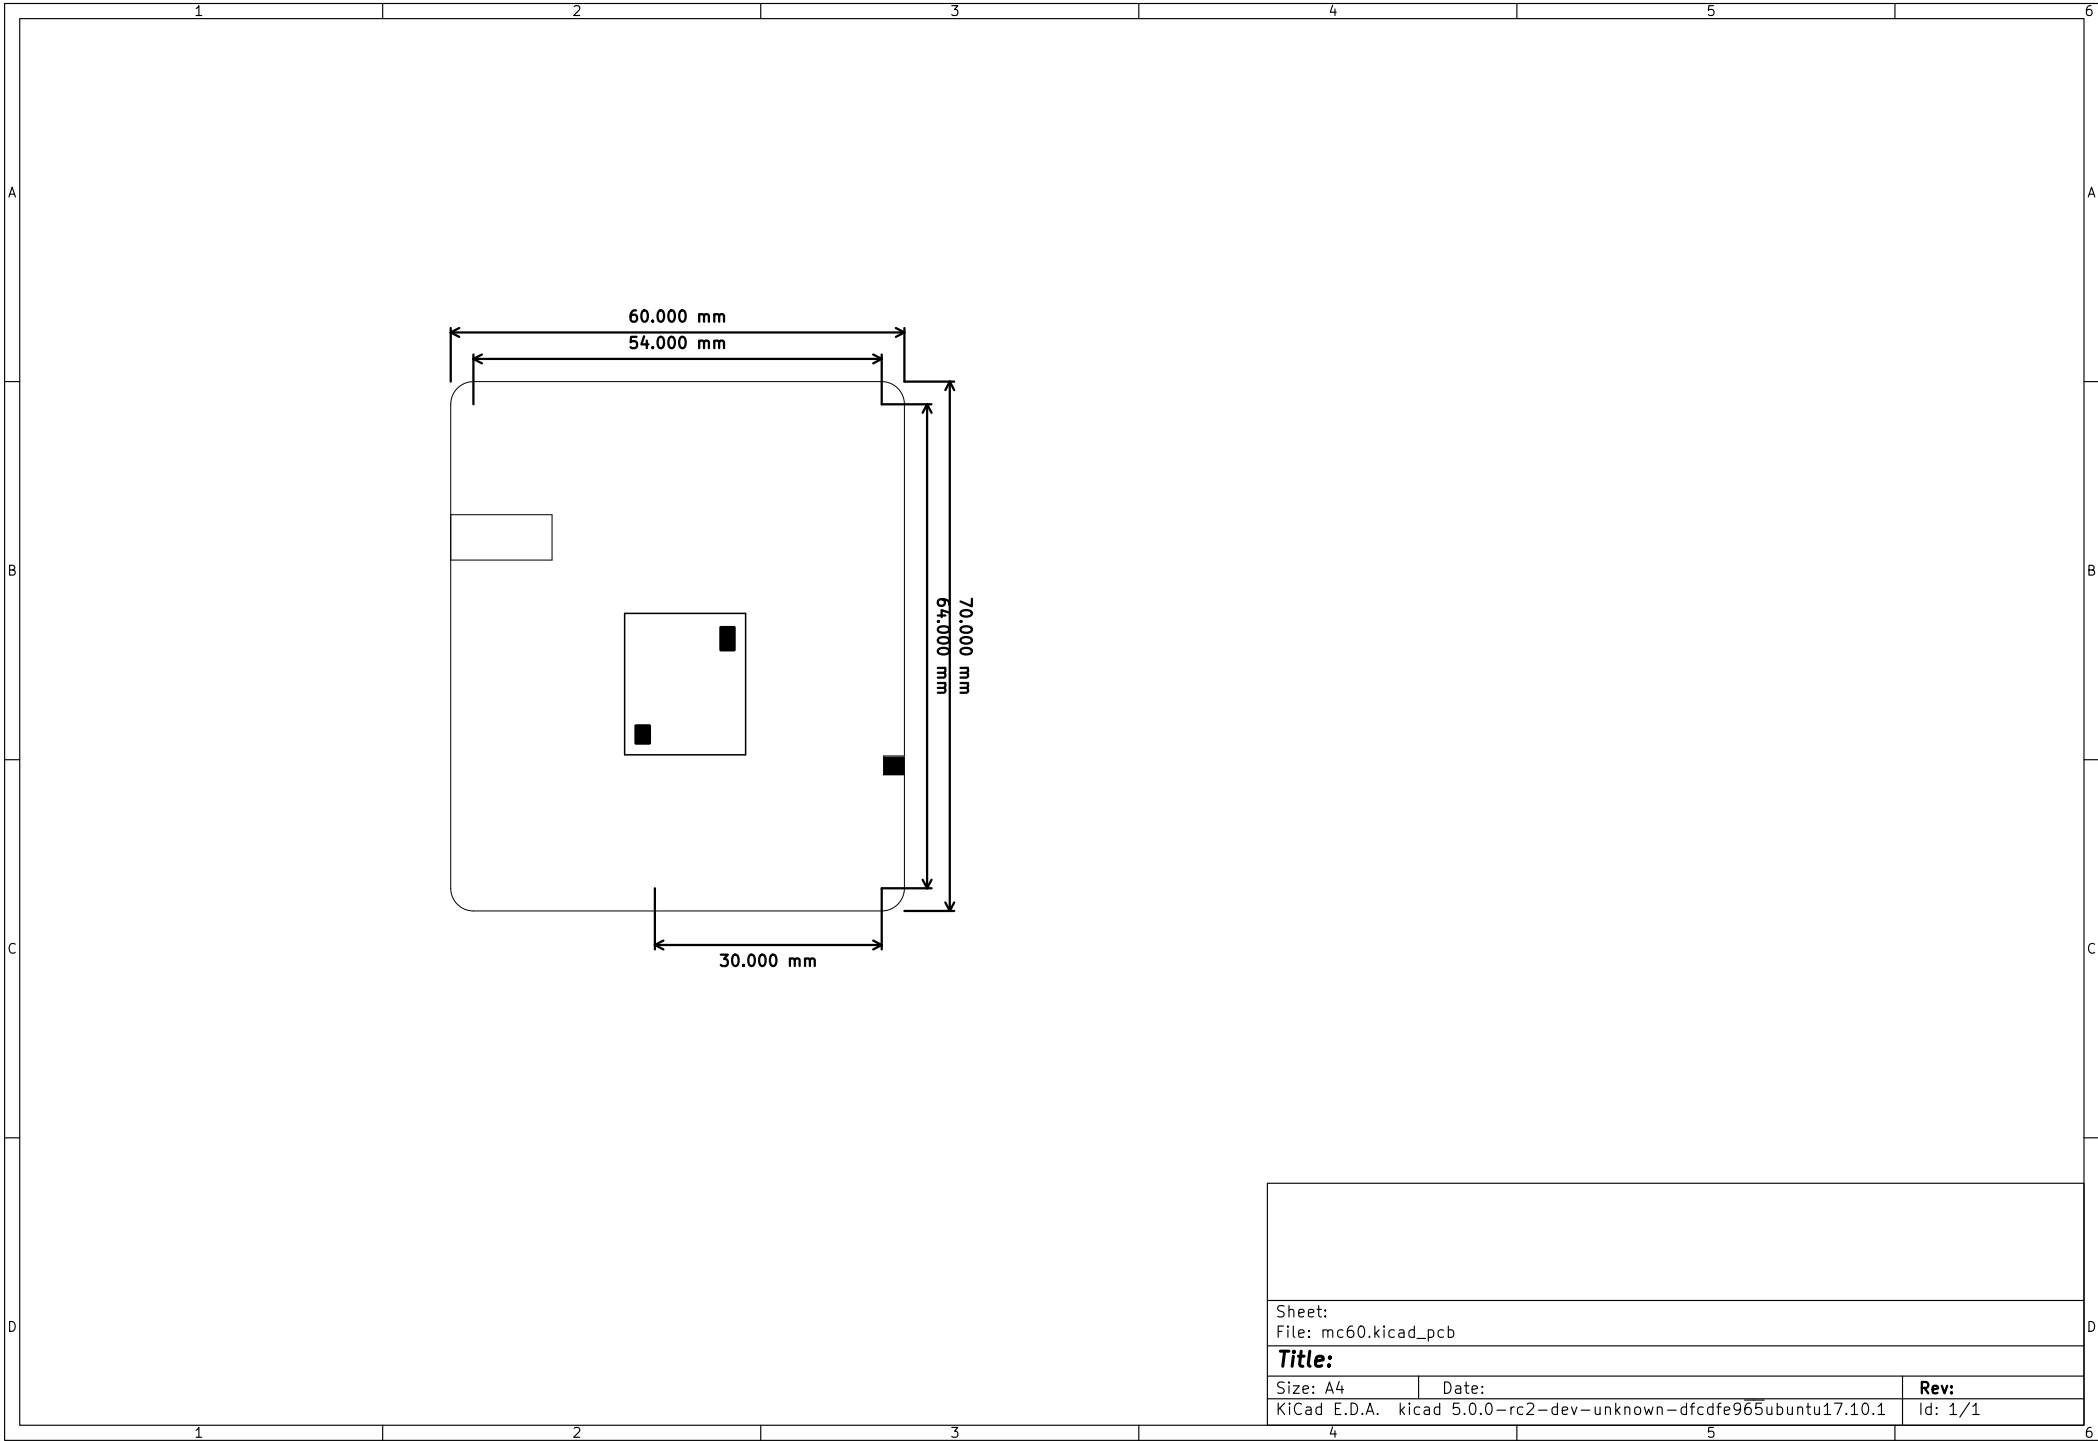 1 2 3 4 5 6
A A
60.000 mm
54.000 mm
B B
64.000 mm
70.000 mm
C C
30.000 mm
D D
Sheet:
File: mc60.kicad_pcb
Title:
Size: A4 Date: Rev:
KiCad E.D.A. kicad 5.0.0-rc2-dev-unknown-dfcdfe965ubuntu17.10.1 Id: 1/1
1 2 3 4 5 6